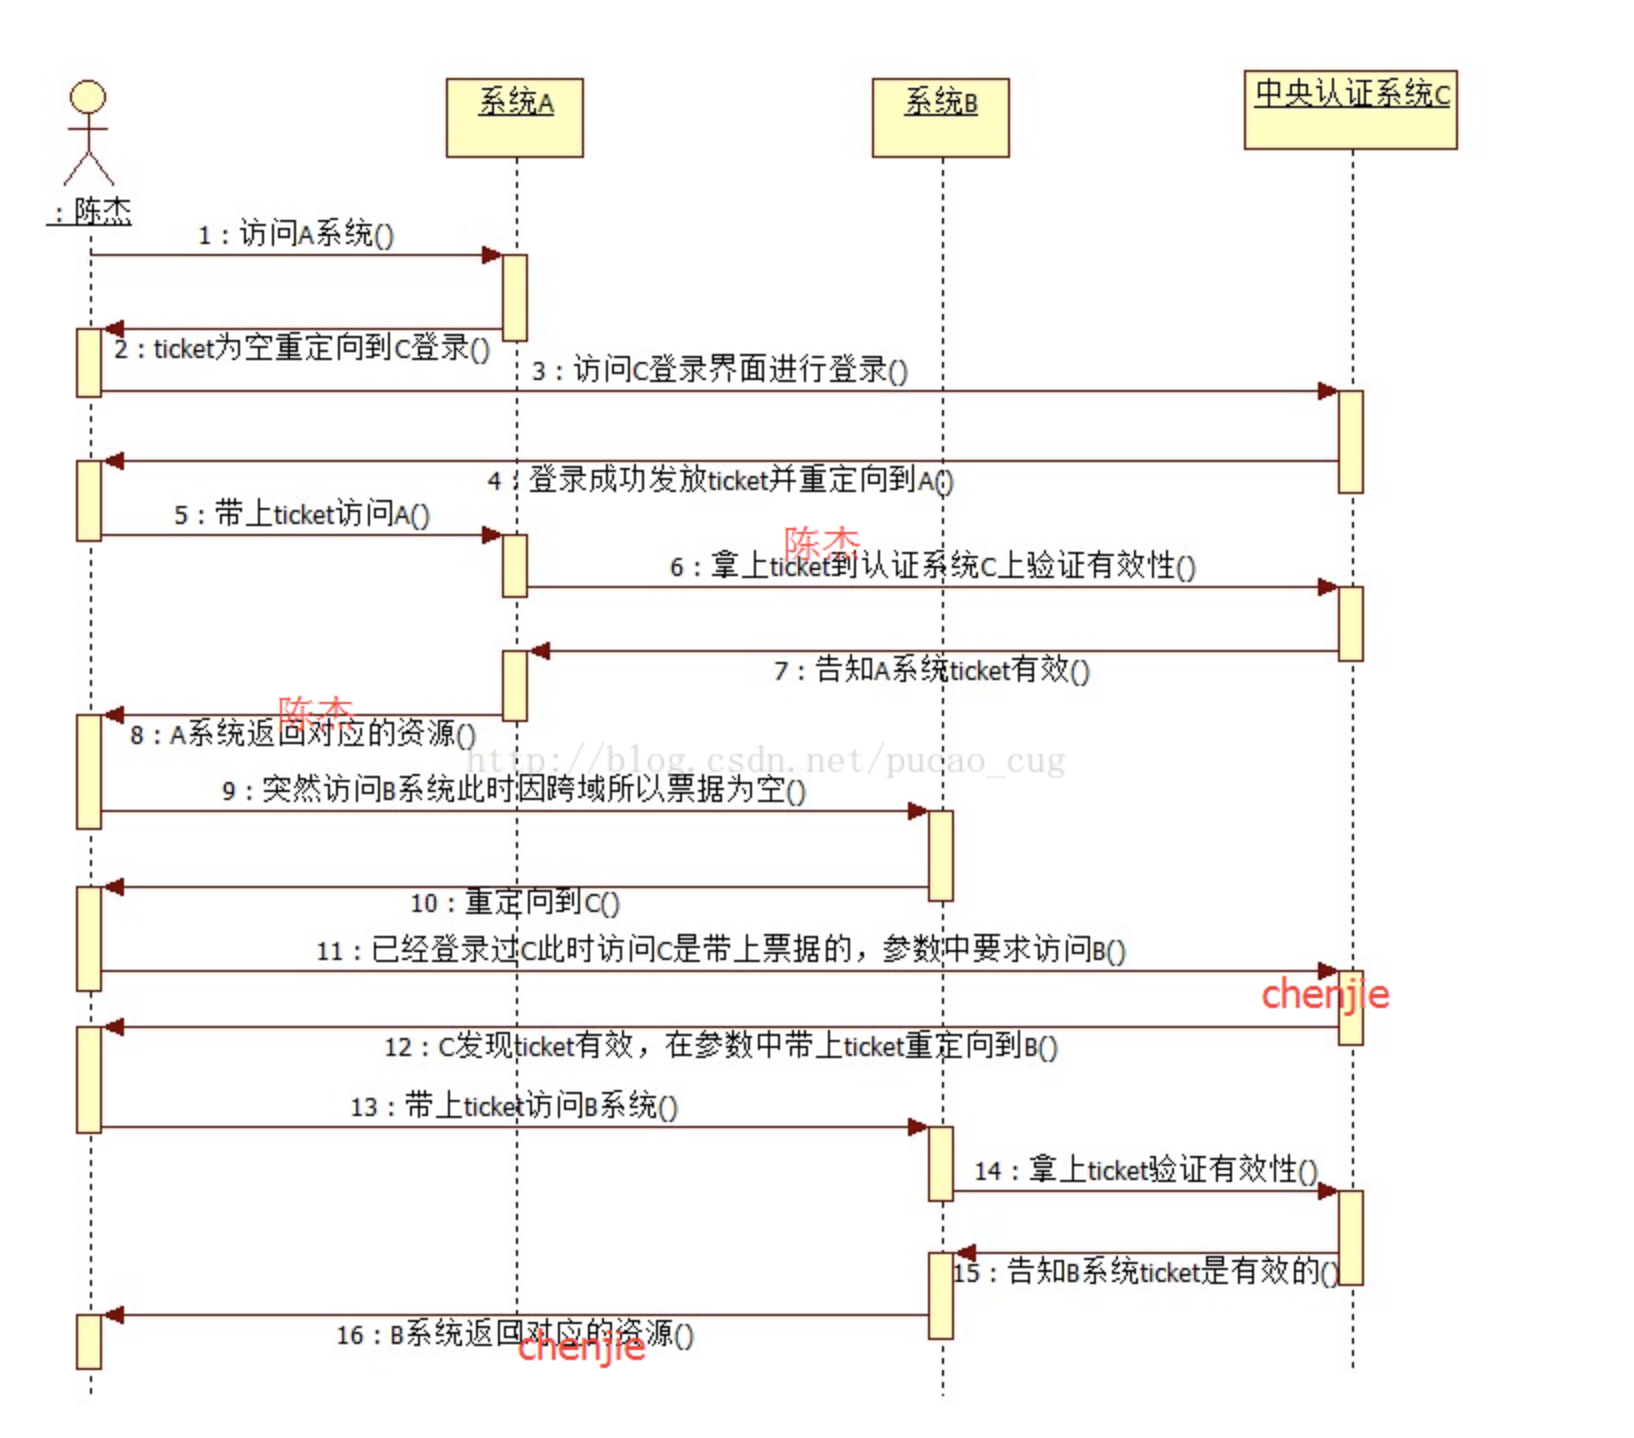 系统A
系统B
中央认证系统C
：陈杰
1：访问A系统()
2：ticket为空重定向到C登录()
3：访问C登录界面进行登录()
4：登录成功发放ticket并重定向到A()
5：带上ticket访问A()
陈杰
6：拿上ticket到认证系统C上验证有效性()
7：告知A系统ticket有效()
陈杰
8：A系统返回对应的资源()
http://blog.csdn.net/pucao_cug
9：突然访问B系统此时因跨域所以票据为空()
10：重定向到C()
11：已经登录过C此时访问C是带上票据的，参数中要求访问B()
chenjie
12：C发现ticket有效，在参数中带上ticket重定向到B()
13：带上ticket访问B系统()
14：拿上ticket验证有效性()
15：告知B系统ticket是有效的()
16：B系统返回对应的资源()
chenjie